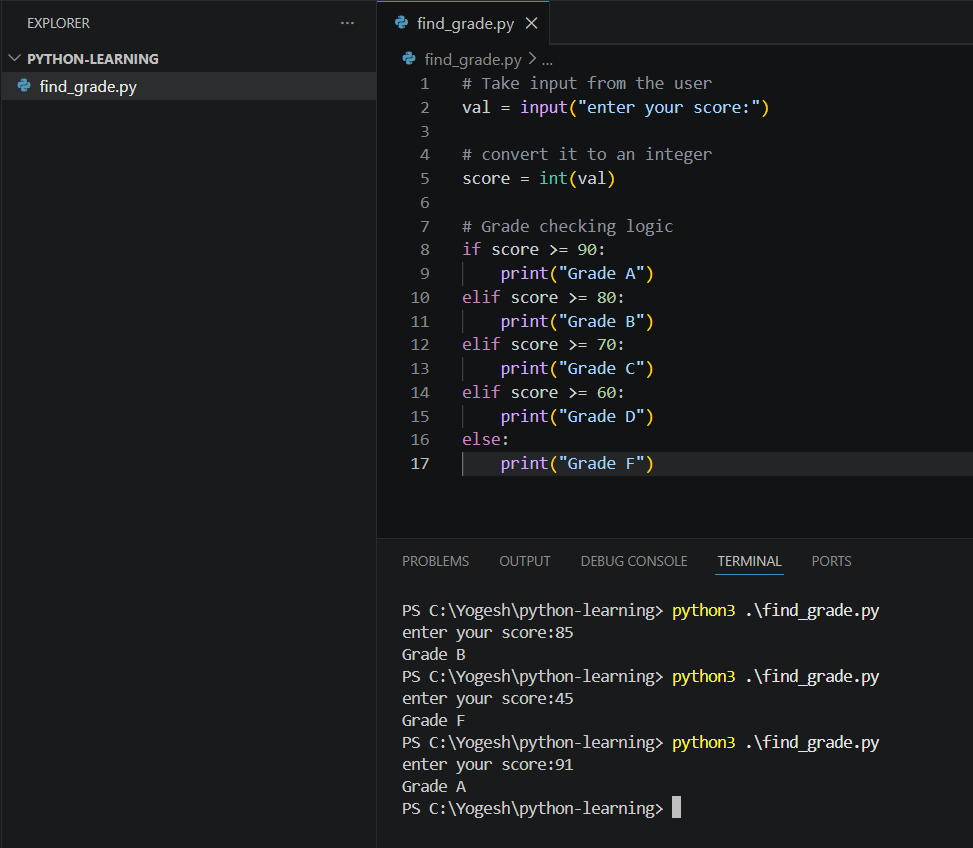 EXPLORER ...
PYTHON-LEARNING
find_grade.py
find_grade.py
find_grade.py > ...
1 # Take input from the user
2 val = input("enter your score:")
3
4 # convert it to an integer
5 score = int(val)
6
7 # Grade checking logic
8 if score >= 90:
9     print("Grade A")
10 elif score >= 80:
11     print("Grade B")
12 elif score >= 70:
13     print("Grade C")
14 elif score >= 60:
15     print("Grade D")
16 else:
17     print("Grade F")
PROBLEMS OUTPUT DEBUG CONSOLE TERMINAL PORTS
PS C:\Yogesh\python-learning> python3 .\find_grade.py
enter your score:85
Grade B
PS C:\Yogesh\python-learning> python3 .\find_grade.py
enter your score:45
Grade F
PS C:\Yogesh\python-learning> python3 .\find_grade.py
enter your score:91
Grade A
PS C:\Yogesh\python-learning>